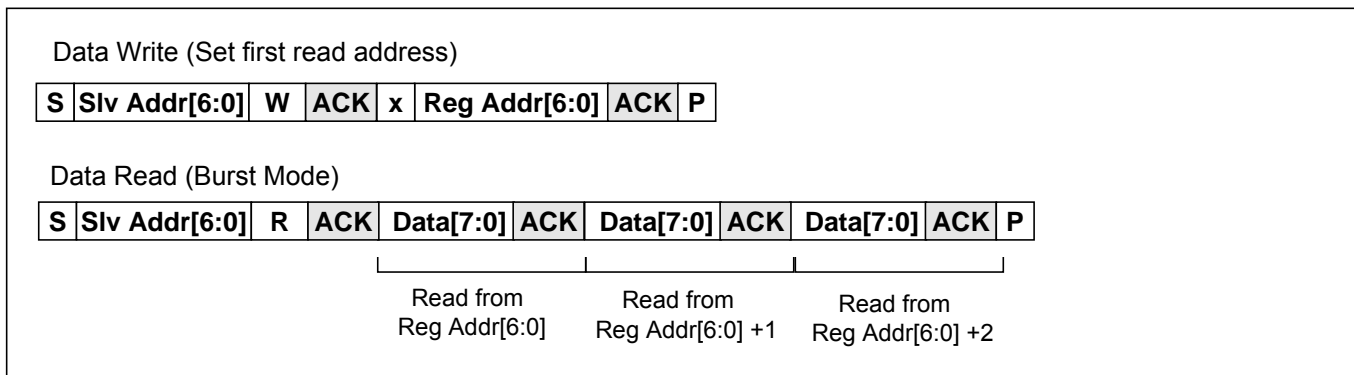 Data Write (Set first read address)
S Slv Addr[6:0] W ACK x Reg Addr[6:0] ACK P
Data Read (Burst Mode)
S Slv Addr[6:0] R ACK Data[7:0] ACK Data[7:0] ACK Data[7:0] ACK P
Read from Read from Read from
Reg Addr[6:0] Reg Addr[6:0] +1 Reg Addr[6:0] +2